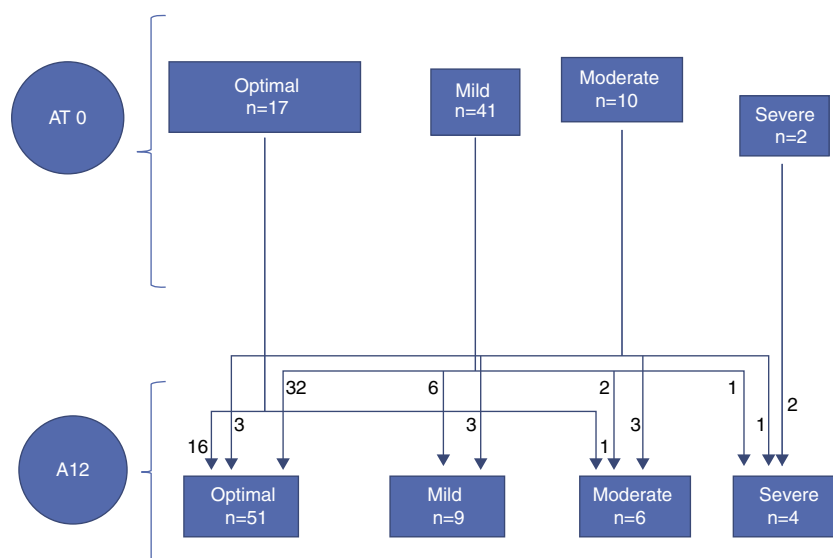 AT 0
Optimal
n=17
Mild
n=41
Moderate
n=10
Severe
n=2
32
6
2
1
2
3
3
3
1
16
1
A12
Optimal
n=51
Mild
n=9
Moderate
n=6
Severe
n=4